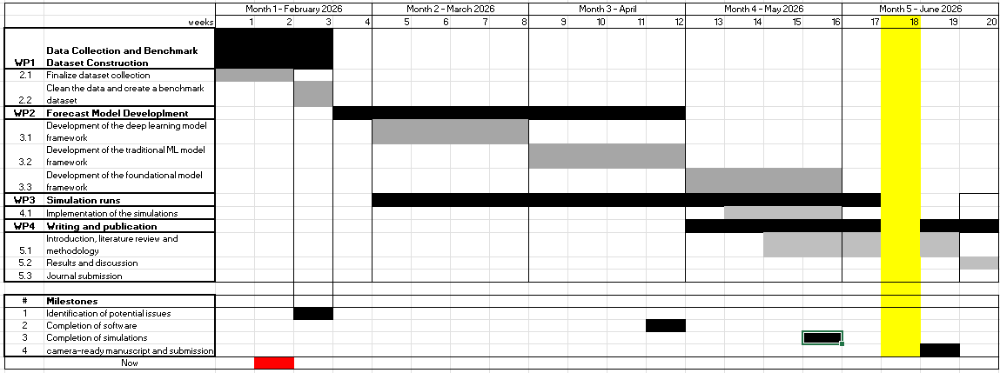 Month 1 - February 2026 Month 2 - March 2026 Month 3 - April Month 4 - May 2026 Month 5 - June 2026
weeks 1 2 3 4 5 6 7 8 9 10 11 12 13 14 15 16 17 18 19 20
Data Collection and Benchmark
WP1 Dataset Construction
2.1 Finalize dataset collection
Clean the data and create a benchmark
2.2 dataset
WP2 Forecast Model Developlment
Development of the deep learning model
3.1 framework
Development of the traditional ML model
3.2 framework
Development of the foundational model
3.3 framework
WP3 Simulation runs
4.1 Implementation of the simulations
WP4 Writing and publication
Introduction, literature review and
5.1 methodology
5.2 Results and discussion
5.3 Journal submission
# Milestones
1 Identification of potential issues
2 Completion of software
3 Completion of simulations
4 camera-ready manuscript and submission
Now